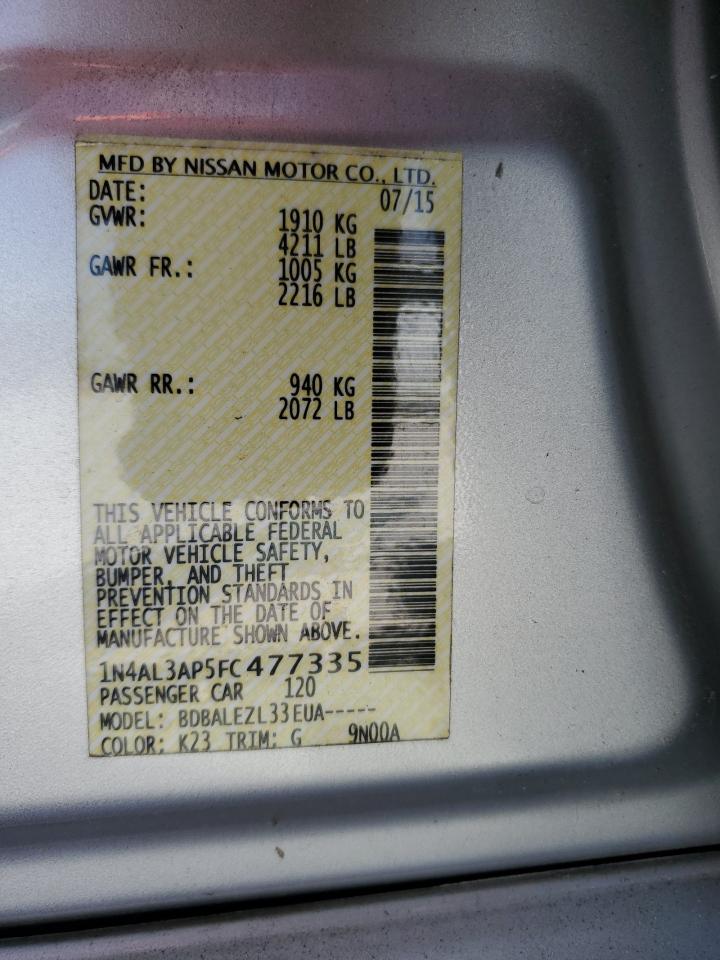 MFD BY NISSAN MOTOR CO., LTD.
DATE: 07/15
GVWR: 1910 KG
4211 LB
GAWR FR.: 1005 KG
2216 LB
GAWR RR.: 940 KG
2072 LB
THIS VEHICLE CONFORMS TO
ALL APPLICABLE FEDERAL
MOTOR VEHICLE SAFETY,
BUMPER, AND THEFT
PREVENTION STANDARDS IN
EFFECT ON THE DATE OF
MANUFACTURE SHOWN ABOVE.
1N4AL3AP5FC477335
PASSENGER CAR 120
MODEL: BDBALEZL33EUA-----
COLOR: K23 TRIM: G 9N00A